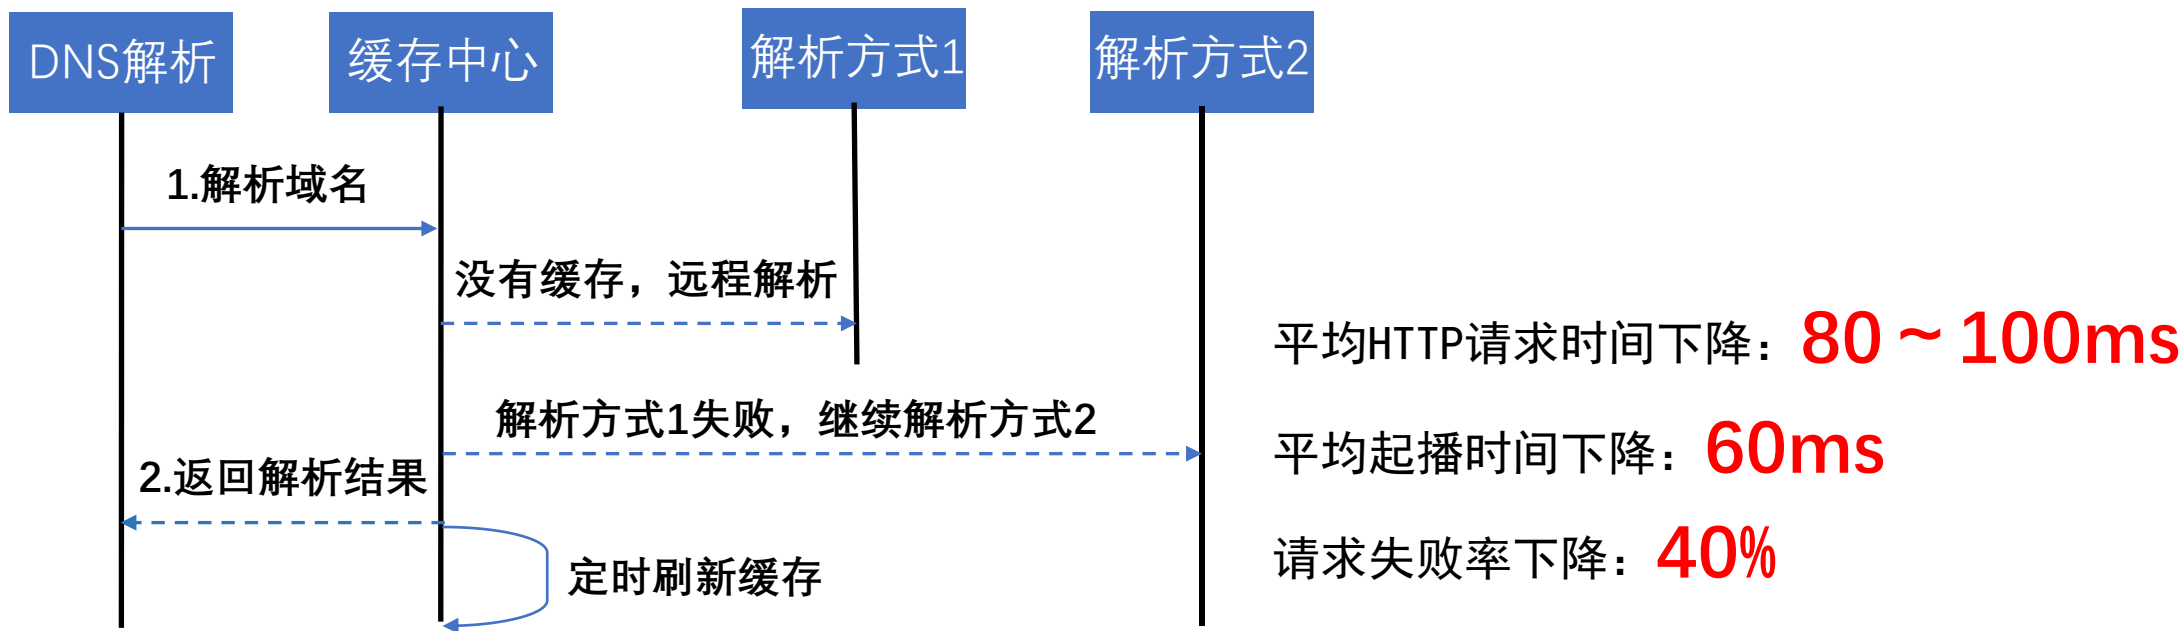 DNS解析
缓存中心
解析方式1
解析方式2
1.解析域名
没有缓存，远程解析
解析方式1失败，继续解析方式2
2.返回解析结果
定时刷新缓存
平均HTTP请求时间下降：80～100ms
平均起播时间下降：60ms
请求失败率下降：40%